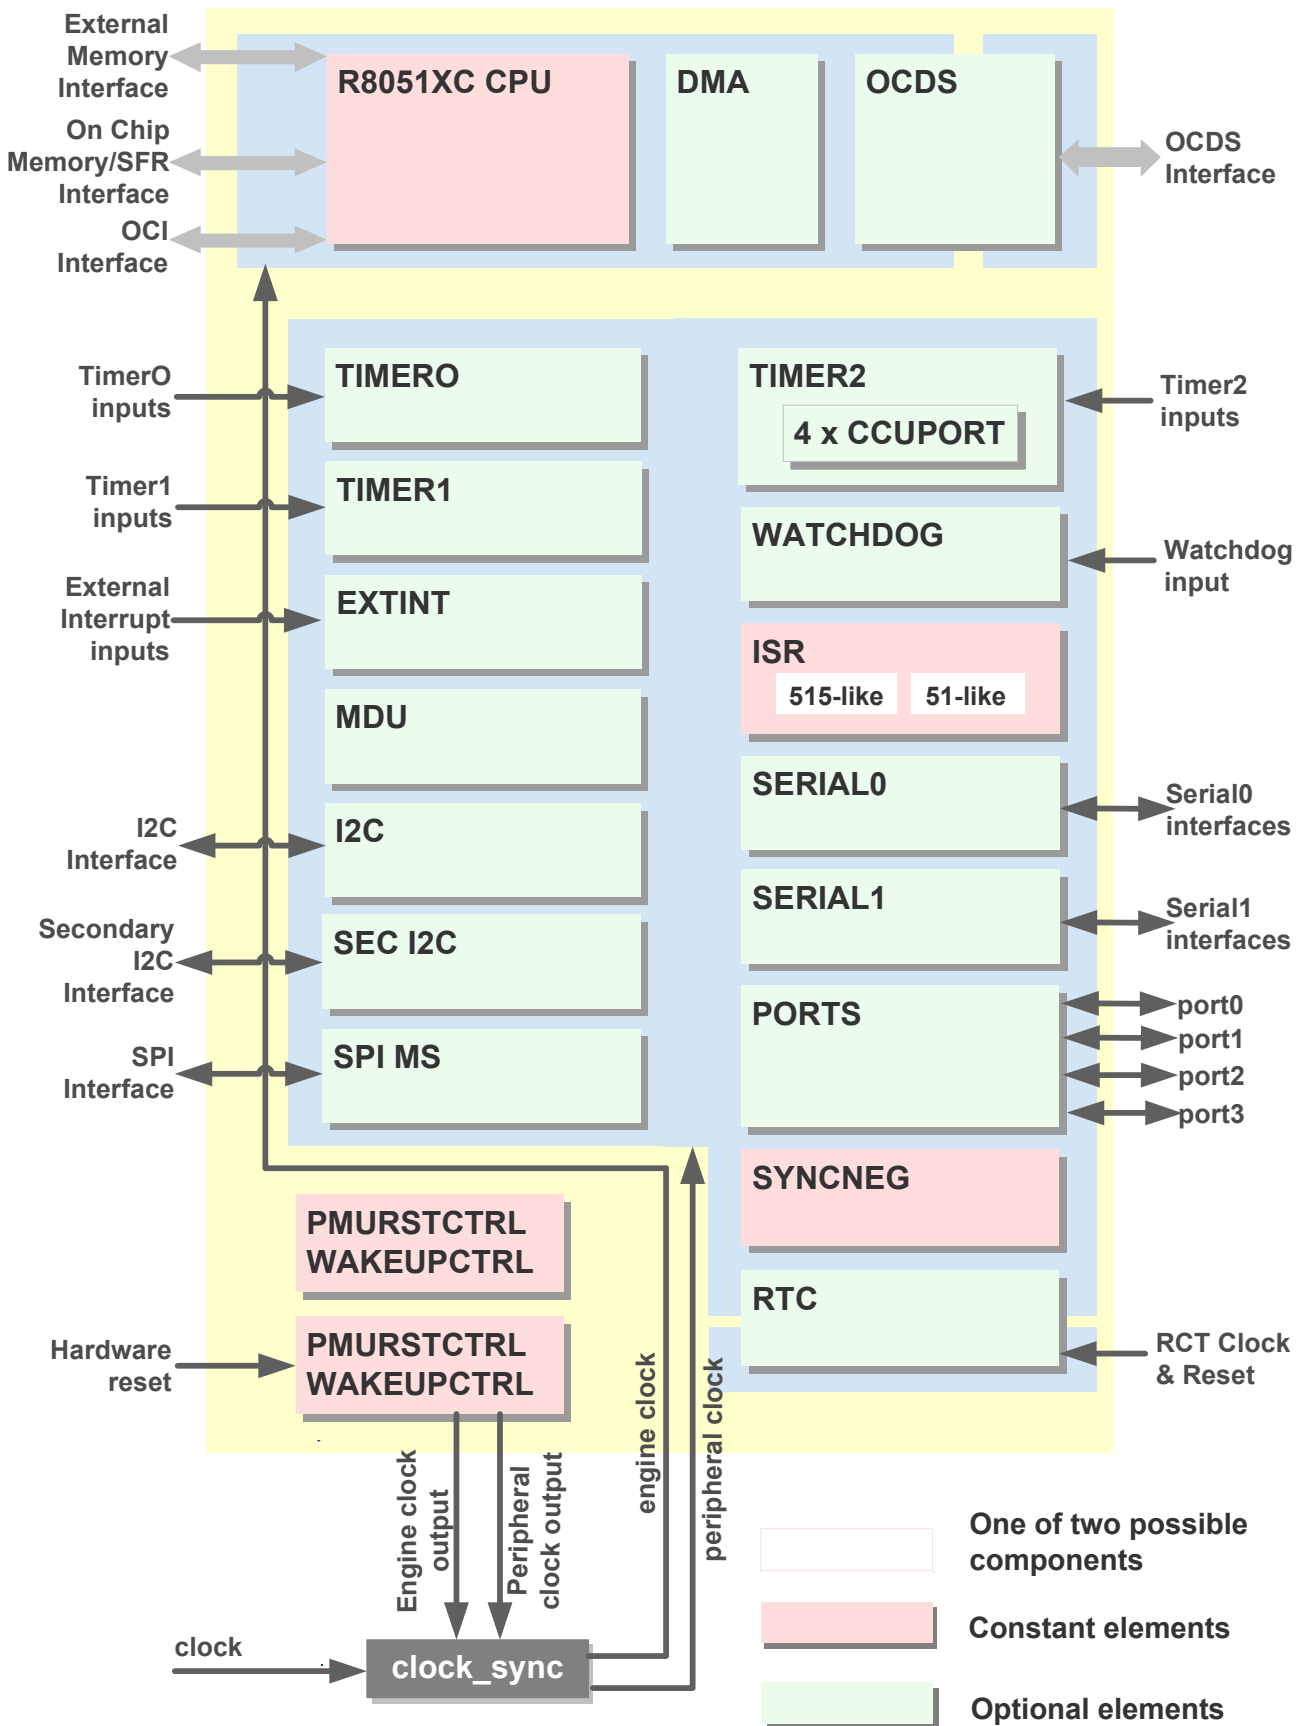 External
Memory
Interface
On Chip
Memory/SFR
Interface
OCI
Interface
R8051XC CPU
DMA
OCDS
OCDS
Interface
TimerO
inputs
Timer1
inputs
External
Interrupt
inputs
I2C
Interface
Secondary
I2C
Interface
SPI
Interface
TIMERO
TIMER1
EXTINT
MDU
I2C
SEC I2C
SPI MS
TIMER2
4 x CCUPORT
WATCHDOG
ISR
515-like
51-like
SERIAL0
SERIAL1
PORTS
SYNCNEG
RTC
Timer2
inputs
Watchdog
input
Serial0
interfaces
Serial1
interfaces
port0
port1
port2
port3
RCT Clock
& Reset
PMURSTCTRL
WAKEUPCTRL
Hardware
reset
PMURSTCTRL
WAKEUPCTRL
Engine clock
output
Peripheral
clock output
engine clock
peripheral clock
clock
clock_sync
One of two possible
components
Constant elements
Optional elements